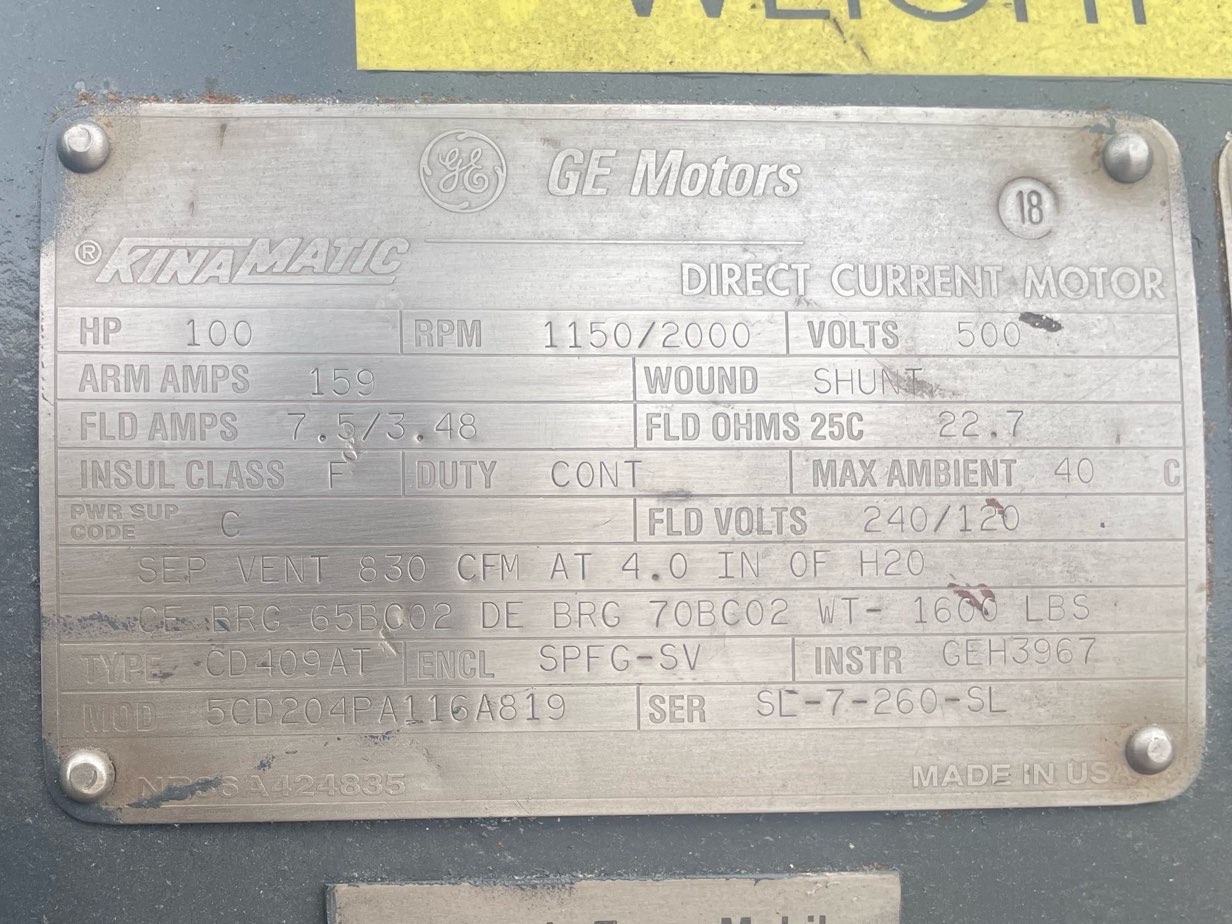 WEIGHT
GE GE Motors
18
® KINAMATIC
DIRECT CURRENT MOTOR
HP 100 RPM 1150/2000 VOLTS 500
ARM AMPS 159 WOUND SHUNT
FLD AMPS 7.5/3.48 FLD OHMS 25C 22.7
INSUL CLASS F DUTY CONT MAX AMBIENT 40 C
PWR SUP CODE C FLD VOLTS 240/120
SEP VENT 830 CFM AT 4.0 IN OF H20
CE BRG 65BC02 DE BRG 70BC02 WT- 1600 LBS
TYPE CD409AT ENCL SPFG-SV INSTR GEH3967
MOD 5CD204PA116A819 SER SL-7-260-SL
MADE IN USA